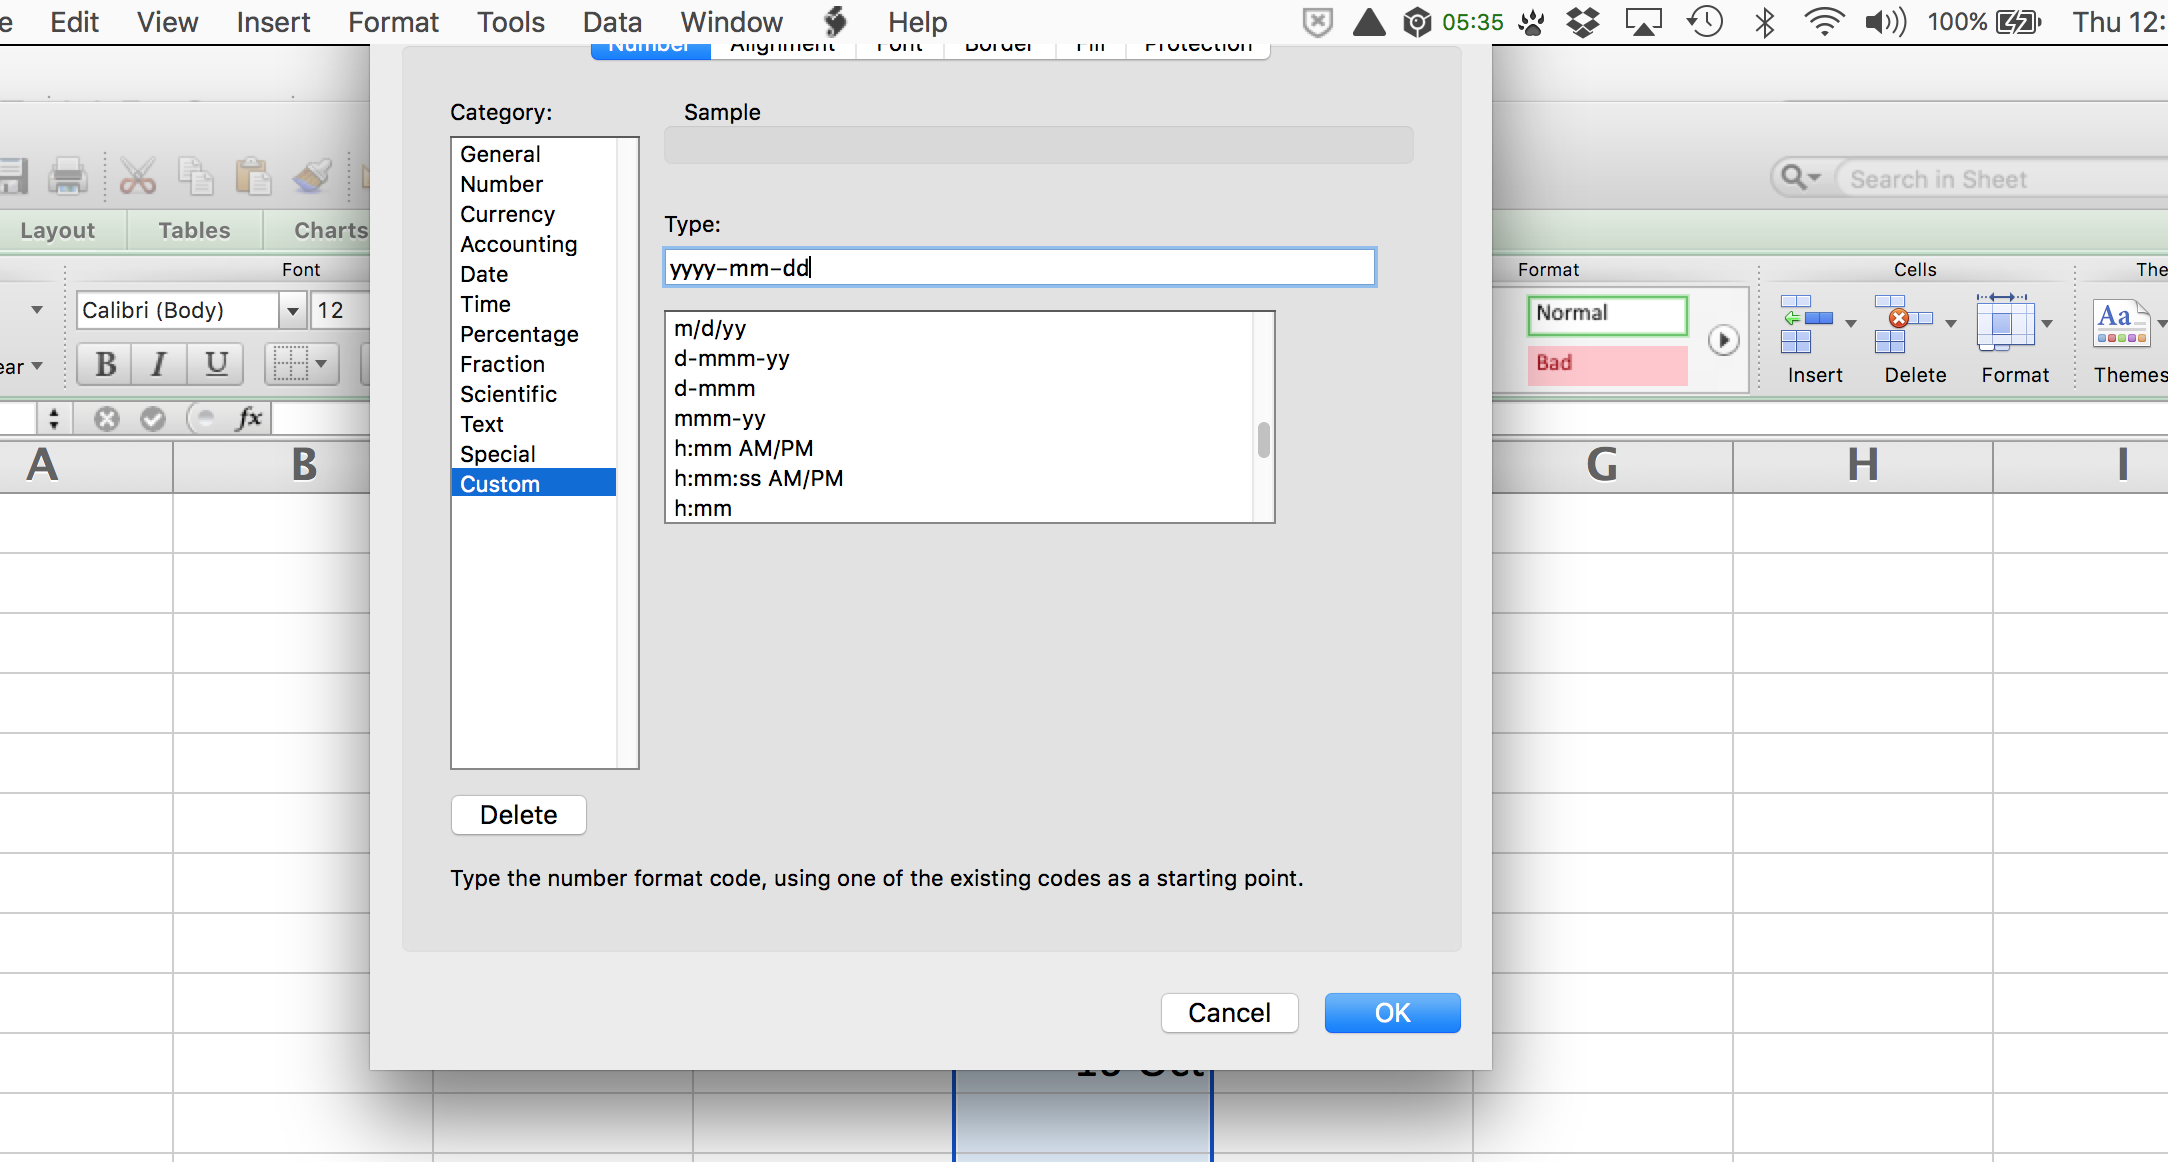 e Edit View Insert Format Tools Data Window Help 05:35 100% Thu 12:
Number Alignment Font Border Fill Protection
Category: Sample
General
Number
Currency
Accounting
Date
Time
Percentage
Fraction
Scientific
Text
Special
Custom
Type:
yyyy-mm-dd
m/d/yy
d-mmm-yy
d-mmm
mmm-yy
h:mm AM/PM
h:mm:ss AM/PM
h:mm
Delete
Type the number format code, using one of the existing codes as a starting point.
Cancel OK
Search in Sheet
Layout Tables Charts
Font Format Cells The
Calibri (Body) 12 Normal Aa
ear B I U Bad Insert Delete Format Themes
fx
A B G H I
10-Oct